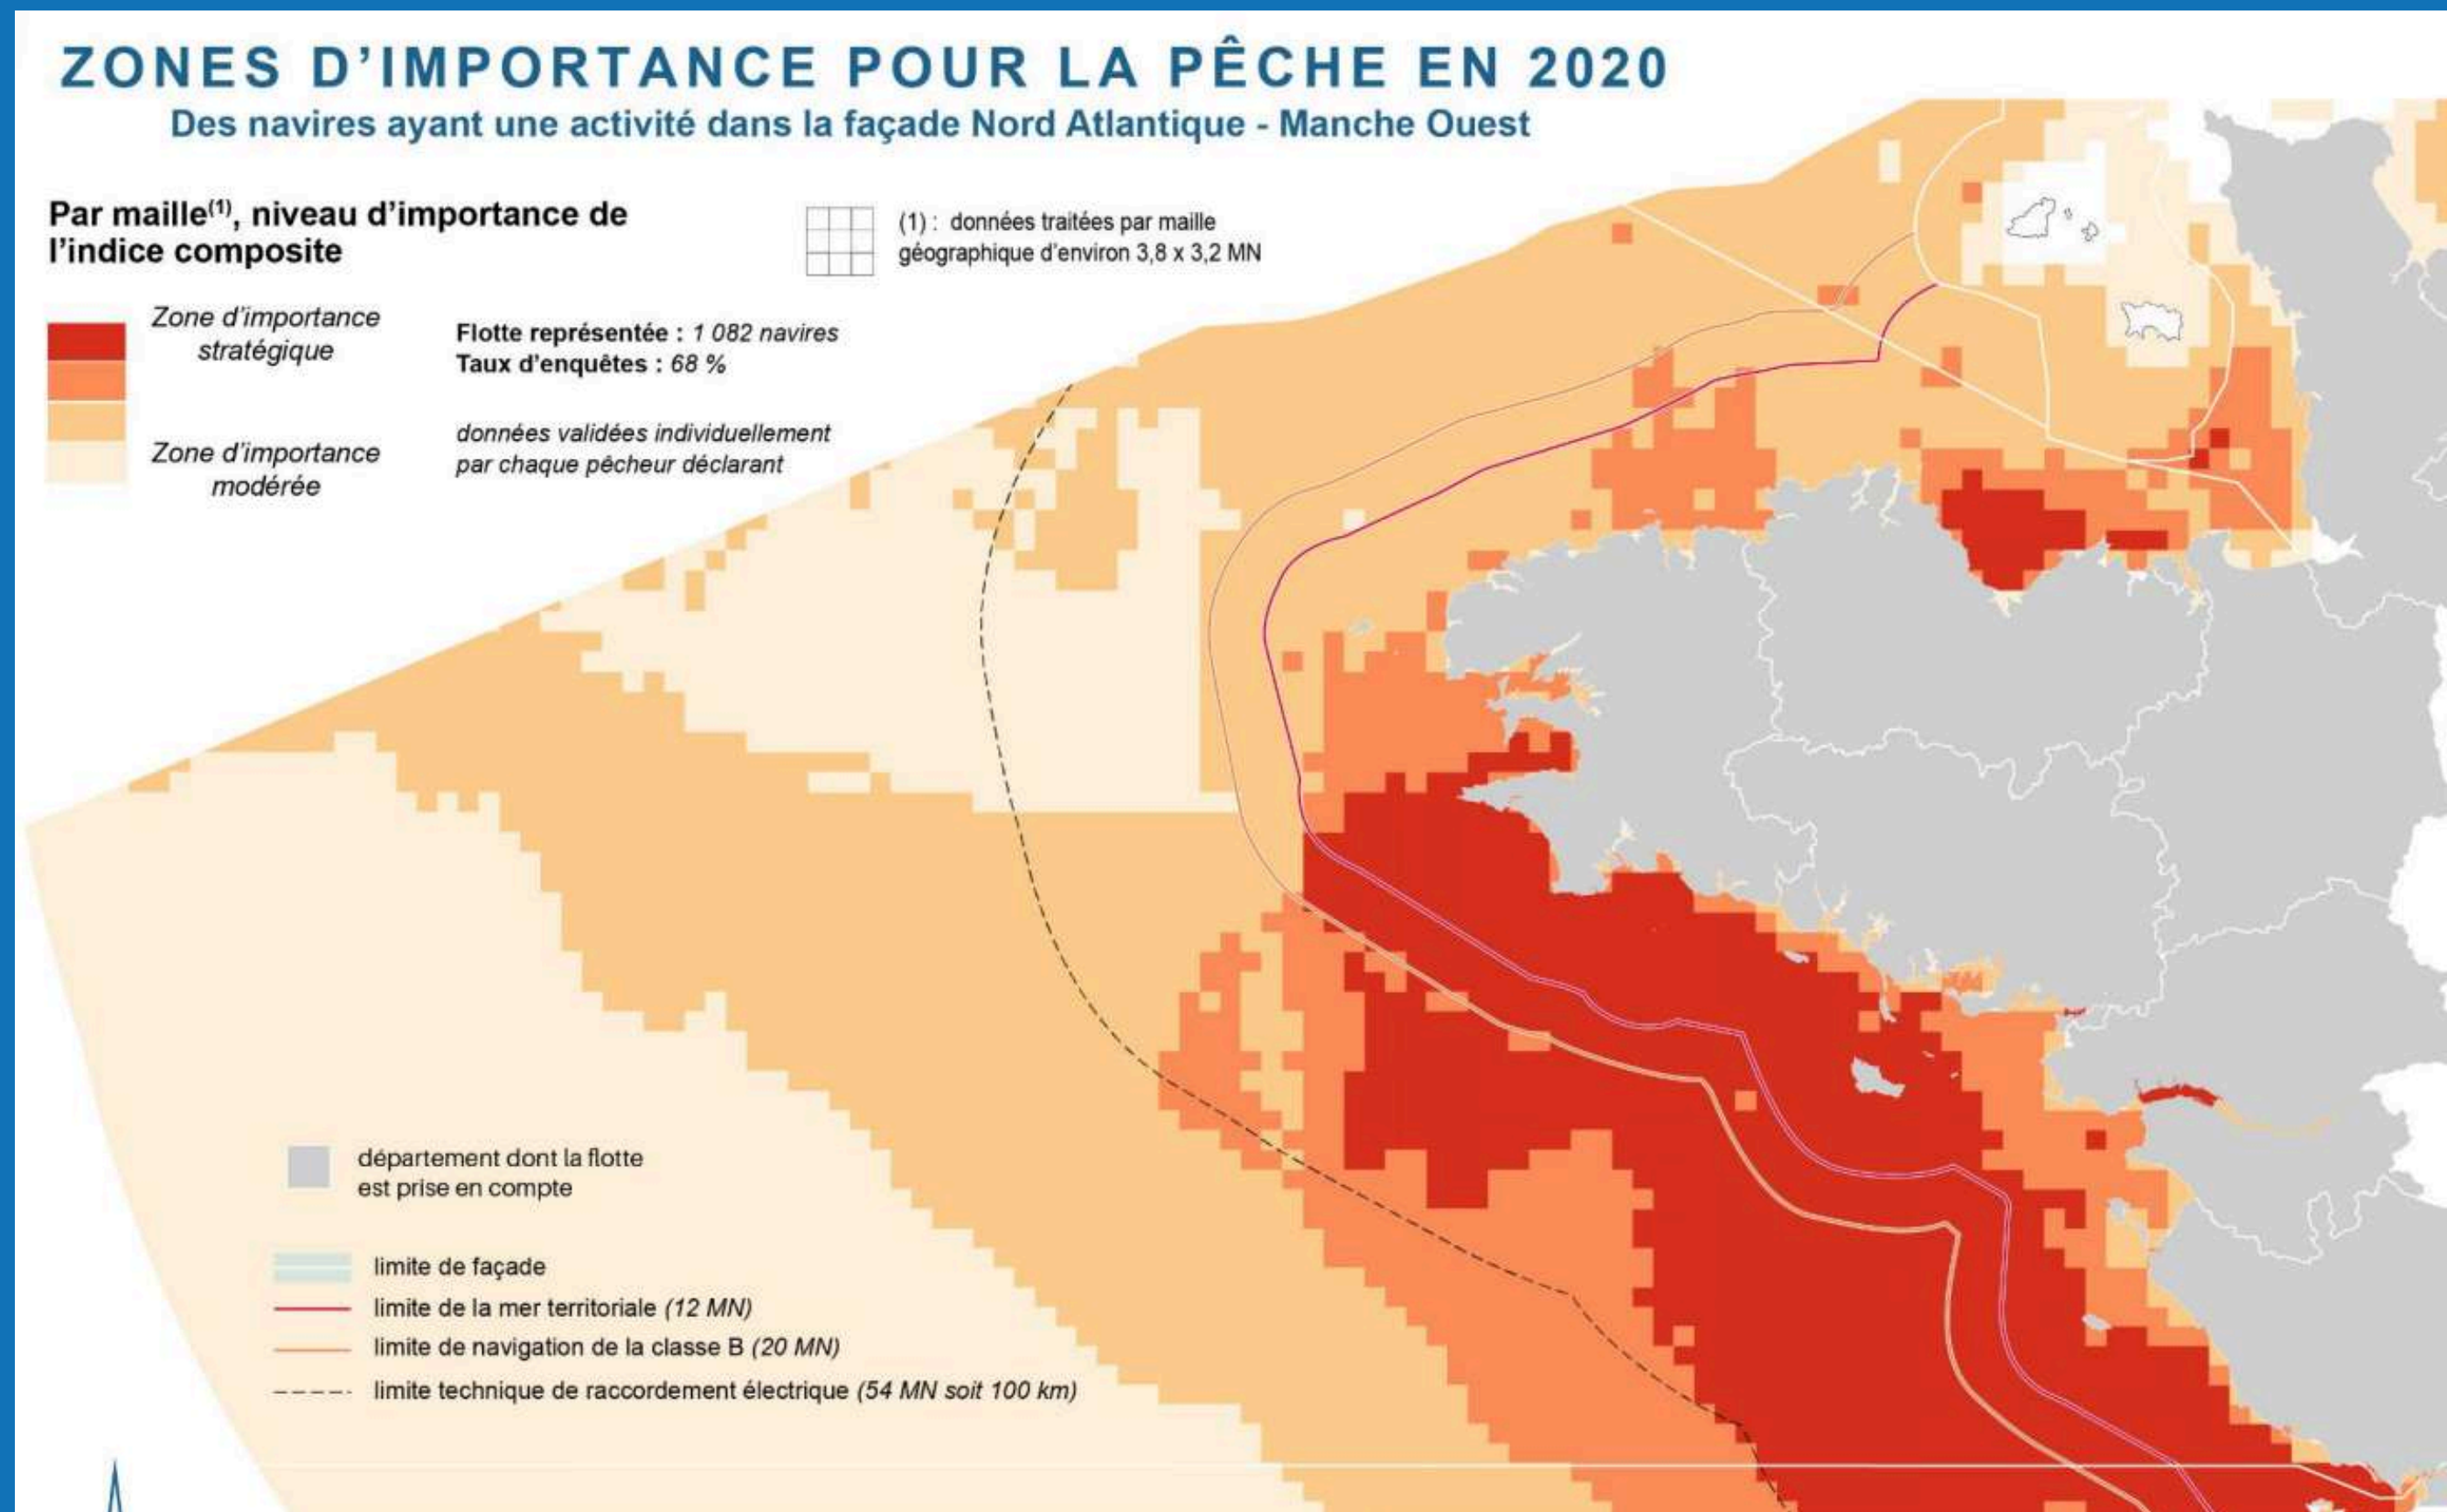 ZONES D'IMPORTANCE POUR LA PÊCHE EN 2020
Des navires ayant une activité dans la façade Nord Atlantique - Manche Ouest
Par maille⁽¹⁾, niveau d'importance de
l'indice composite
(1) : données traitées par maille
géographique d'environ 3,8 x 3,2 MN
Zone d'importance
stratégique
Zone d'importance
modérée
Flotte représentée : 1 082 navires
Taux d'enquêtes : 68 %
données validées individuellement
par chaque pêcheur déclarant
département dont la flotte
est prise en compte
limite de façade
limite de la mer territoriale (12 MN)
limite de navigation de la classe B (20 MN)
limite technique de raccordement électrique (54 MN soit 100 km)